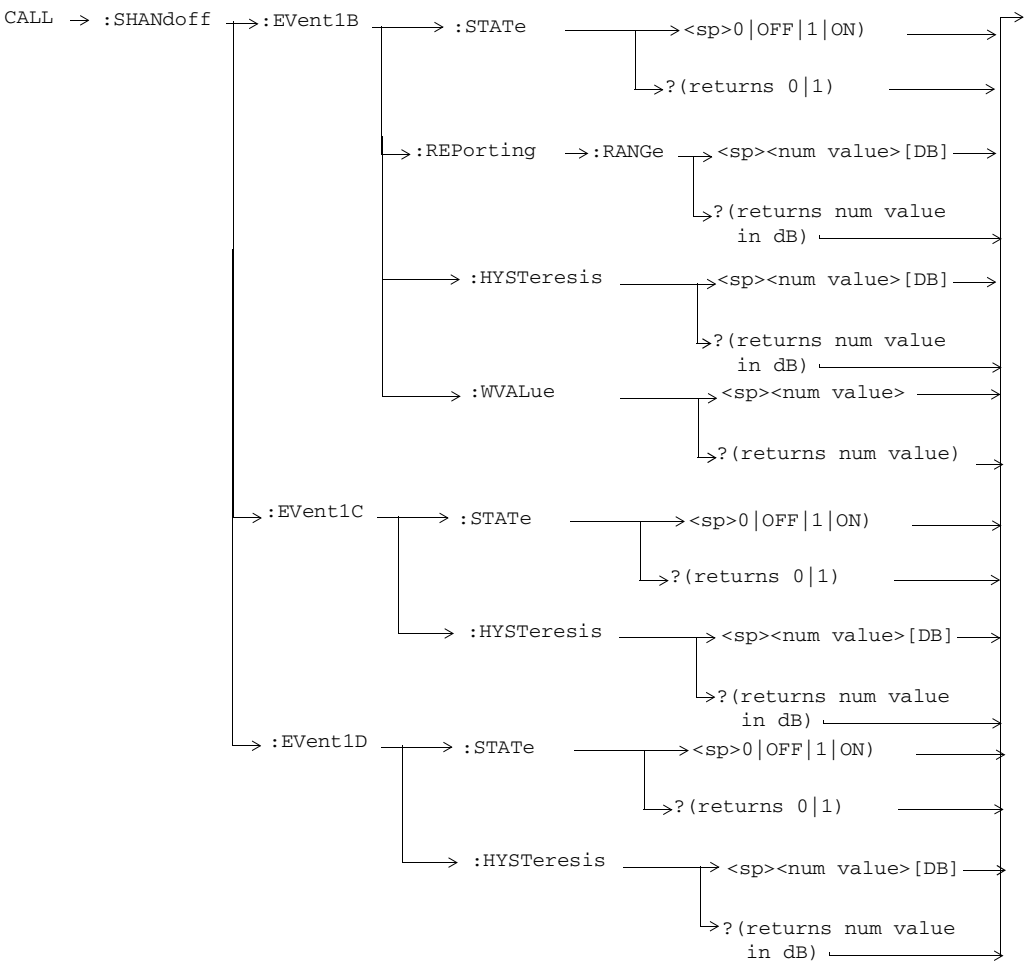 CALL :SHANdoff :EVent1B :STATe <sp>0|OFF|1|ON)
?(returns 0|1)
:REPorting :RANGe <sp><num value>[DB]
?(returns num value
in dB)
:HYSTeresis <sp><num value>[DB]
?(returns num value
in dB)
:WVALue <sp><num value>
?(returns num value)
:EVent1C :STATe <sp>0|OFF|1|ON)
?(returns 0|1)
:HYSTeresis <sp><num value>[DB]
?(returns num value
in dB)
:EVent1D :STATe <sp>0|OFF|1|ON)
?(returns 0|1)
:HYSTeresis <sp><num value>[DB]
?(returns num value
in dB)